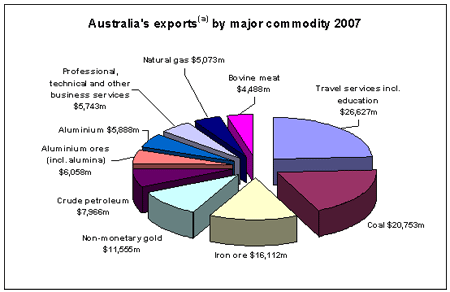 Australia's exports(a) by major commodity 2007
Natural gas $5,073m
Bovine meat
$4,488m
Professional,
technical and other
business services
$5,743m
Travel services incl.
education
$26,627m
Aluminium $5,888m
Aluminium ores
(incl.alumina)
$6,058m
Crude petroleum
$7,966m
Non-monetary gold
$11,555m
Iron ore $16,112m
Coal $20,753m